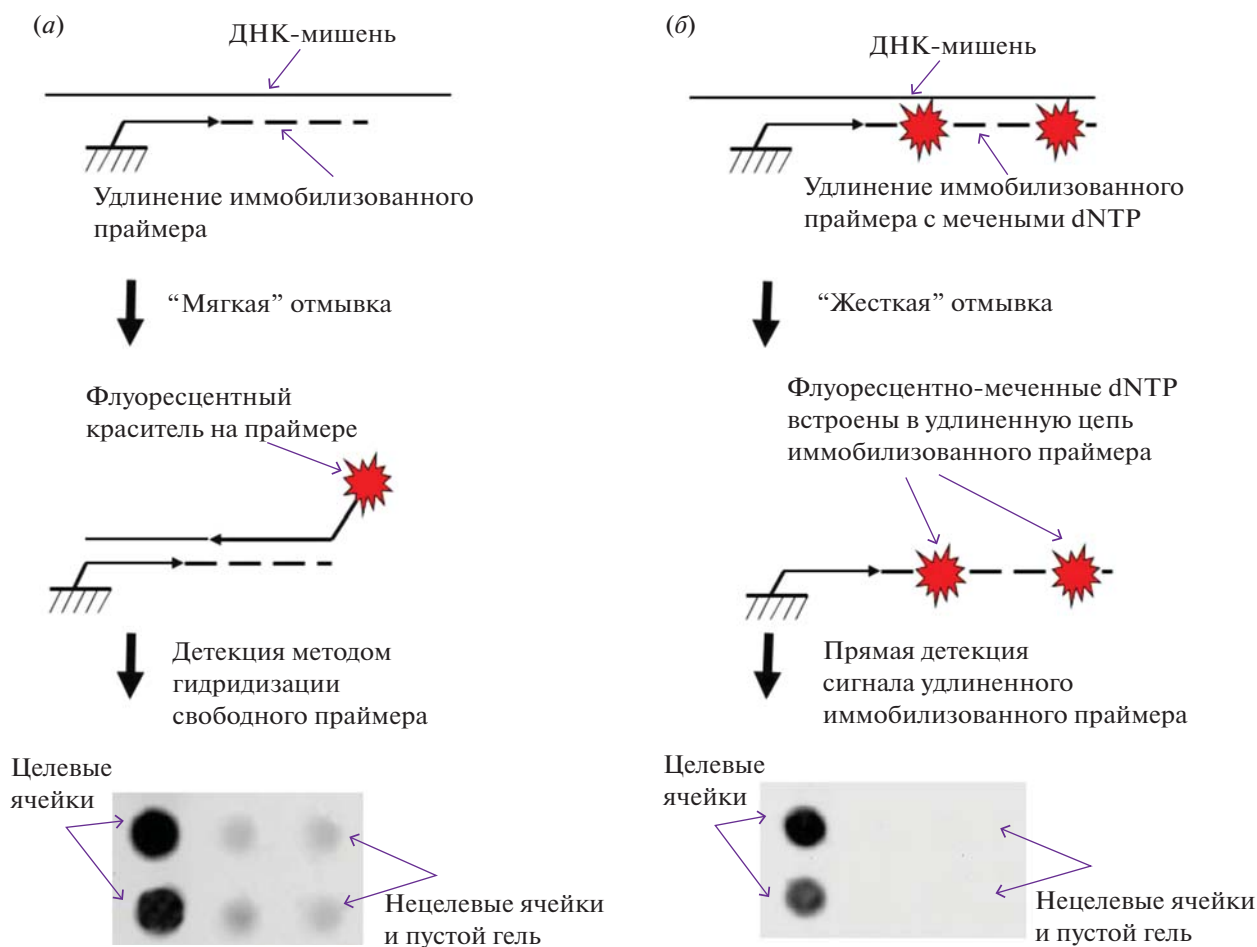 (а)
ДНК-мишень
Удлинение иммобилизованного
праймера
“Мягкая” отмывка
Флуоресцентный
краситель на праймере
Детекция методом
гидридизации
свободного праймера
Целевые
ячейки
Нецелевые ячейки
и пустой гель
(б)
ДНК-мишень
Удлинение иммобилизованного
праймера с мечеными dNTP
“Жесткая” отмывка
Флуоресцентно-меченные dNTP
встроены в удлиненную цепь
иммобилизованного праймера
Прямая детекция
сигнала удлиненного
иммобилизованного праймера
Целевые
ячейки
Нецелевые ячейки
и пустой гель